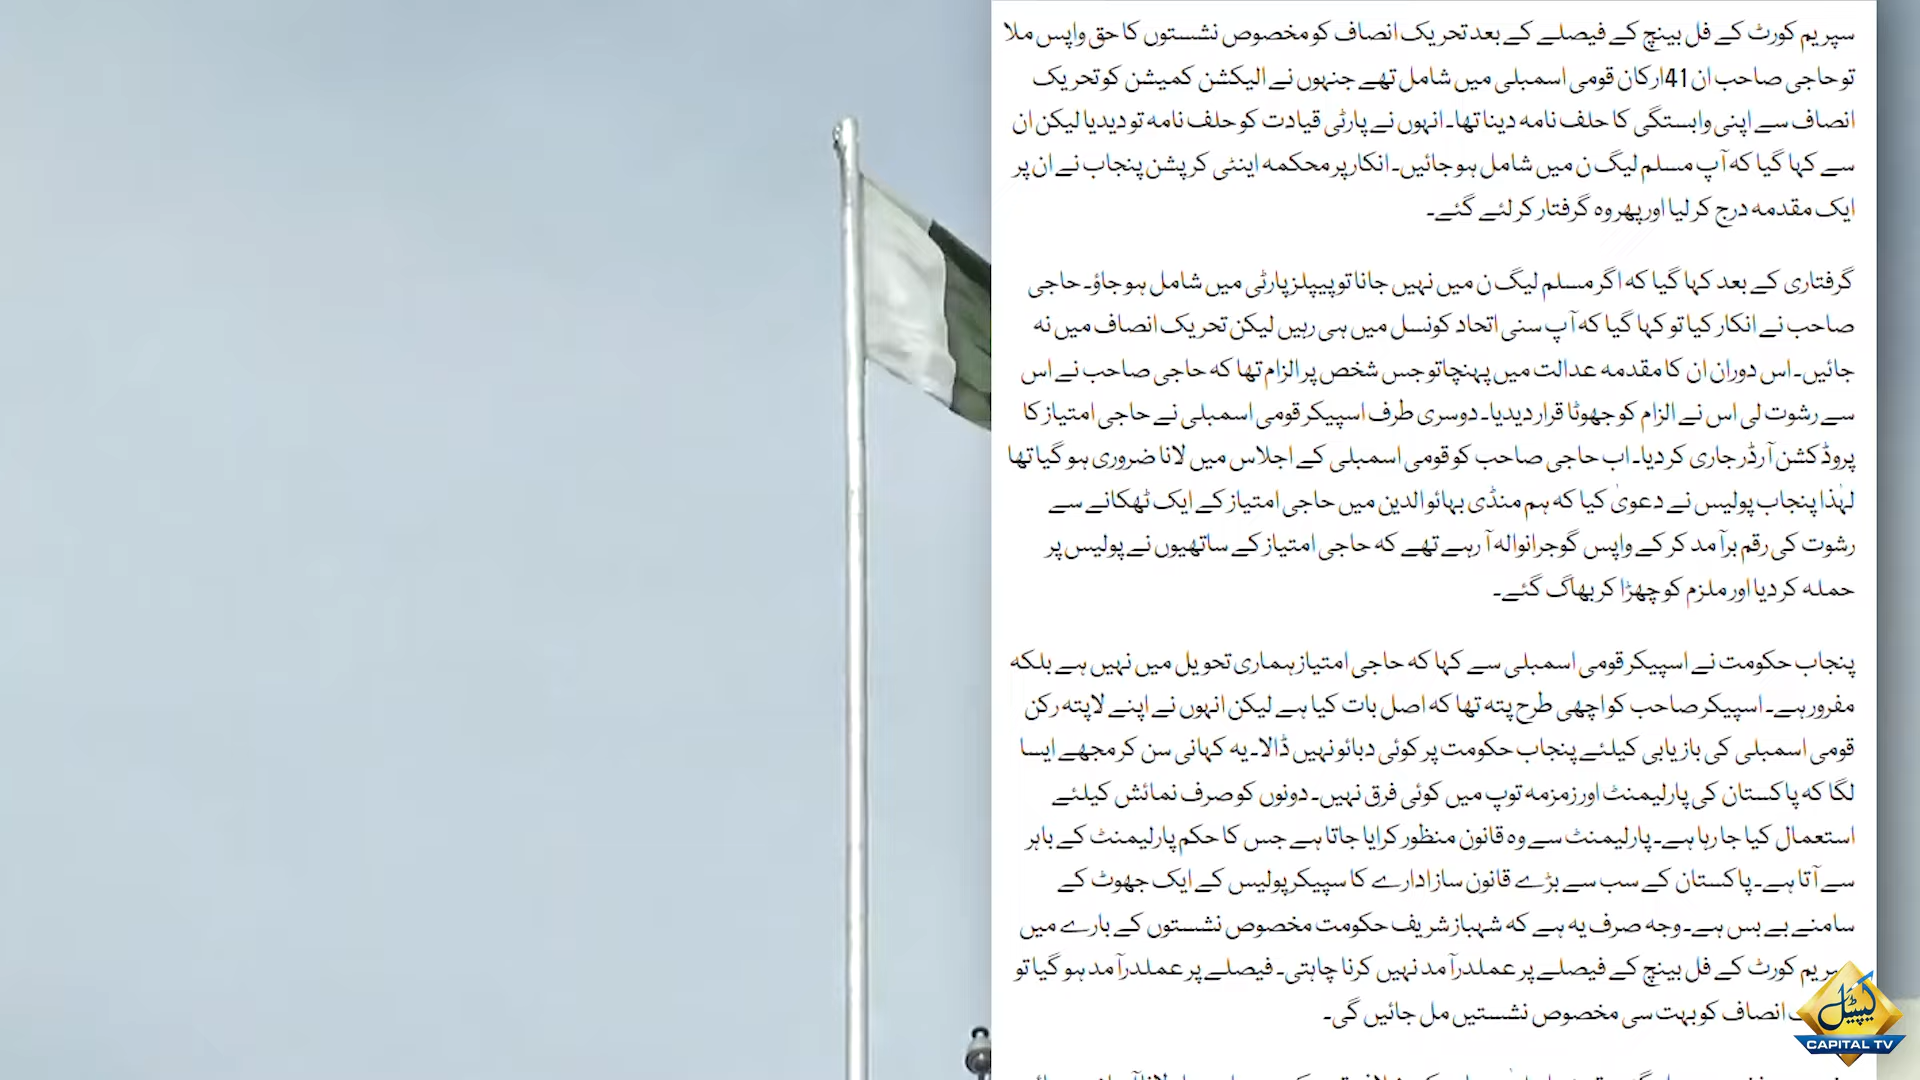 سپریم کورٹ کے فل بینچ کے فیصلے کے بعد تحریک انصاف کو مخصوص نشستوں کا حق واپس ملا
تو حاجی صاحب ان 41 ارکان قومی اسمبلی میں شامل تھے جنہوں نے الیکشن کمیشن کو تحریک
انصاف سے اپنی وابستگی کا حلف نامہ دینا تھا۔ انہوں نے پارٹی قیادت کو حلف نامہ تو دیدیا لیکن ان
سے کہا گیا کہ آپ مسلم لیگ ن میں شامل ہو جائیں۔ انکار پر محکمہ اینٹی کرپشن پنجاب نے ان پر
ایک مقدمہ درج کر لیا اور پھر وہ گرفتار کر لئے گئے۔
گرفتاری کے بعد کہا گیا کہ اگر مسلم لیگ ن میں نہیں جانا تو پیپلز پارٹی میں شامل ہو جاؤ۔ حاجی
صاحب نے انکار کیا تو کہا گیا کہ آپ سنی اتحاد کونسل میں ہی رہیں لیکن تحریک انصاف میں نہ
جائیں۔ اس دوران ان کا مقدمہ عدالت میں پہنچا تو جس شخص پر الزام تھا کہ حاجی صاحب نے اس
سے رشوت لی اس نے الزام کو جھوٹا قرار دیدیا۔ دوسری طرف اسپیکر قومی اسمبلی نے حاجی امتیاز کا
پروڈکشن آرڈر جاری کر دیا۔ اب حاجی صاحب کو قومی اسمبلی کے اجلاس میں لانا ضروری ہو گیا تھا
لہٰذا پنجاب پولیس نے دعویٰ کیا کہ ہم منڈی بہائو الدین میں حاجی امتیاز کے ایک ٹھکانے سے
رشوت کی رقم برآمد کر کے واپس گوجرانوالہ آ رہے تھے کہ حاجی امتیاز کے ساتھیوں نے پولیس پر
حملہ کر دیا اور ملزم کو چھڑا کر بھاگ گئے۔
پنجاب حکومت نے اسپیکر قومی اسمبلی سے کہا کہ حاجی امتیاز ہماری تحویل میں نہیں ہے بلکہ
مفرور ہے۔ اسپیکر صاحب کو اچھی طرح پتہ تھا کہ اصل بات کیا ہے لیکن انہوں نے اپنے لاپتہ رکن
قومی اسمبلی کی بازیابی کیلئے پنجاب حکومت پر کوئی دبائو نہیں ڈالا۔ یہ کہانی سن کر مجھے ایسا
لگا کہ پاکستان کی پارلیمنٹ اور زمزمہ توپ میں کوئی فرق نہیں۔ دونوں کو صرف نمائش کیلئے
استعمال کیا جا رہا ہے۔ پارلیمنٹ سے وہ قانون منظور کرایا جاتا ہے جس کا حکم پارلیمنٹ کے باہر
سے آتا ہے۔ پاکستان کے سب سے بڑے قانون ساز ادارے کا سپیکر پولیس کے ایک جھوٹ کے
سامنے بے بس ہے۔ وجہ صرف یہ ہے کہ شہباز شریف حکومت مخصوص نشستوں کے بارے میں
کورٹ کے فل بینچ کے فیصلے پر عملدرآمد نہیں کرنا چاہتی۔ فیصلے پر عملدرآمد ہو گیا تو
انصاف کو بہت سی مخصوص نشستیں مل جائیں گی۔
کیپیٹل
CAPITAL TV